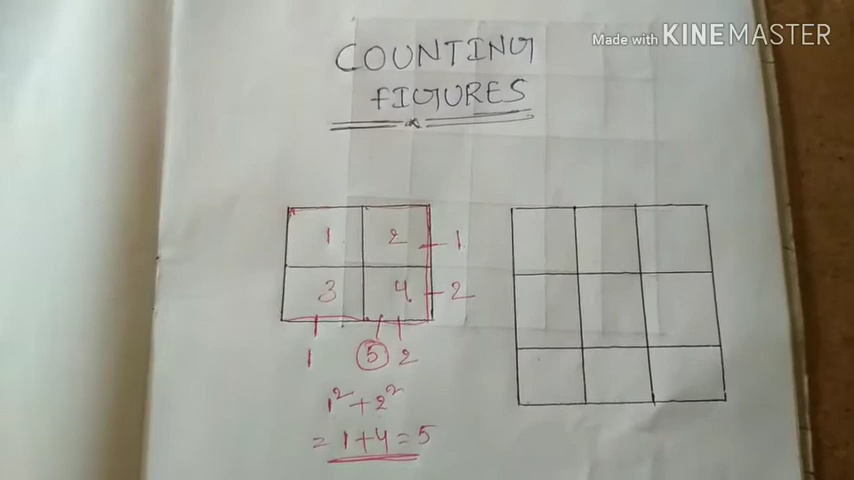 Made with KINEMASTER
COUNTING
FIGURES
1 2 1
3 4 2
1 5 2
1² + 2²
= 1 + 4 = 5